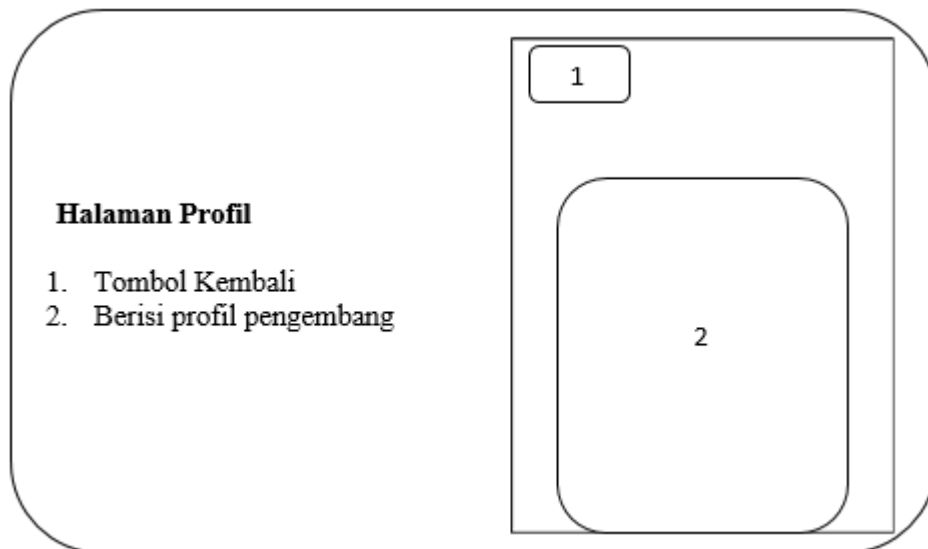 Halaman Profil
1. Tombol Kembali
2. Berisi profil pengembang
1
2